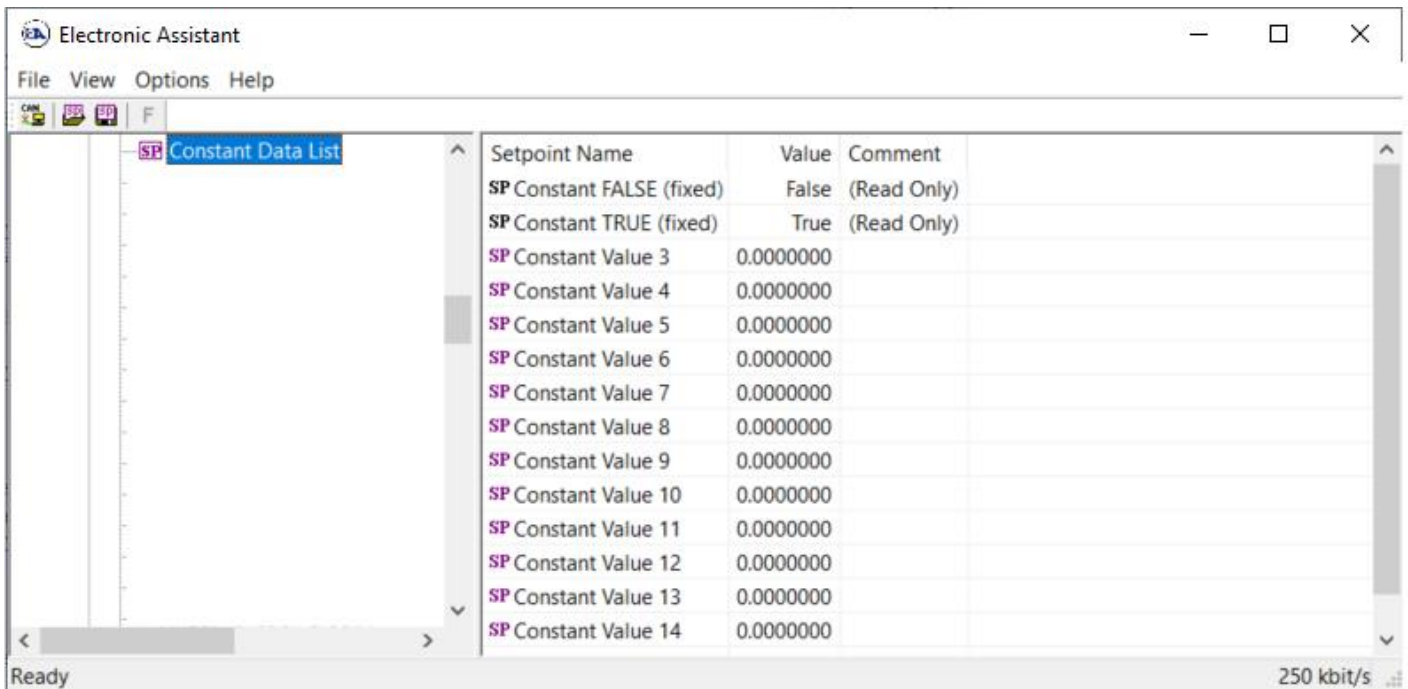 Electronic Assistant
File View Options Help
CAN SP SP F
SP Constant Data List
Setpoint Name Value Comment
SP Constant FALSE (fixed) False (Read Only)
SP Constant TRUE (fixed) True (Read Only)
SP Constant Value 3 0.0000000
SP Constant Value 4 0.0000000
SP Constant Value 5 0.0000000
SP Constant Value 6 0.0000000
SP Constant Value 7 0.0000000
SP Constant Value 8 0.0000000
SP Constant Value 9 0.0000000
SP Constant Value 10 0.0000000
SP Constant Value 11 0.0000000
SP Constant Value 12 0.0000000
SP Constant Value 13 0.0000000
SP Constant Value 14 0.0000000
Ready 250 kbit/s